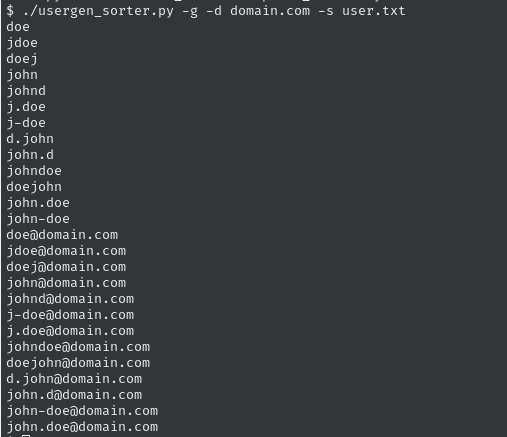 $ ./usergen_sorter.py -g -d domain.com -s user.txt
doe
jdoe
doej
john
johnd
j.doe
j-doe
d.john
john.d
johndoe
doejohn
john.doe
john-doe
doe@domain.com
jdoe@domain.com
doej@domain.com
john@domain.com
johnd@domain.com
j-doe@domain.com
j.doe@domain.com
johndoe@domain.com
doejohn@domain.com
d.john@domain.com
john.d@domain.com
john-doe@domain.com
john.doe@domain.com